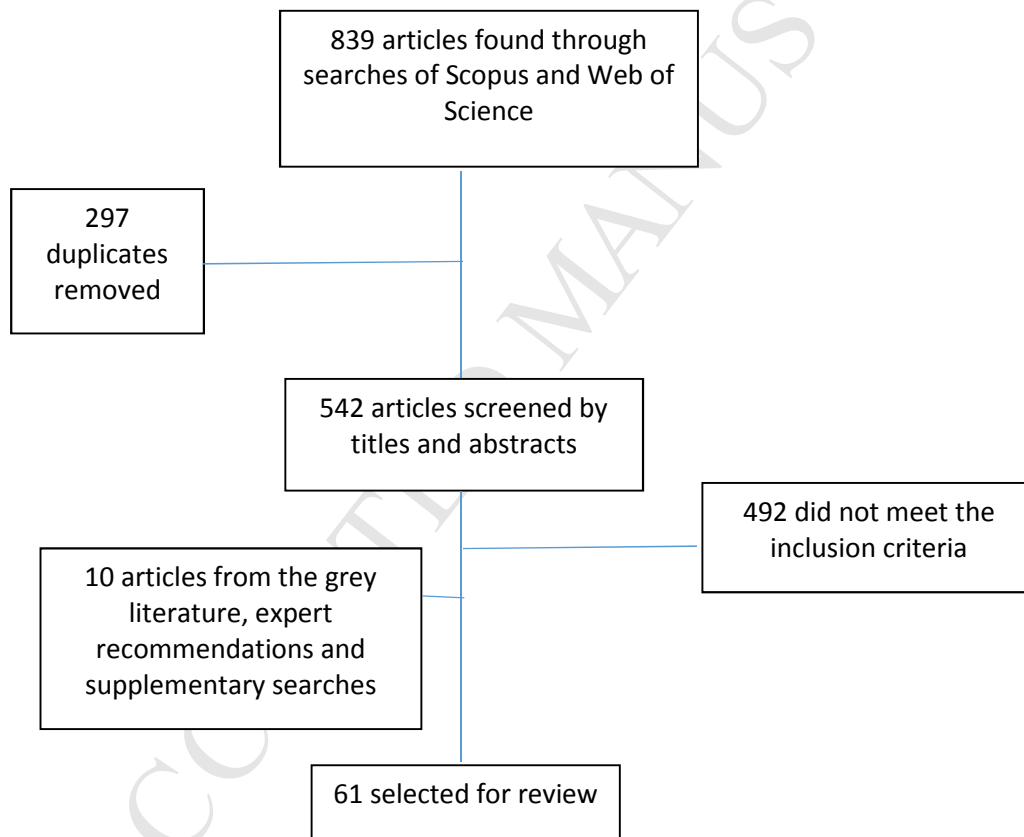 839 articles found through
searches of Scopus and Web of
Science
297
duplicates
removed
542 articles screened by
titles and abstracts
492 did not meet the
inclusion criteria
10 articles from the grey
literature, expert
recommendations and
supplementary searches
61 selected for review